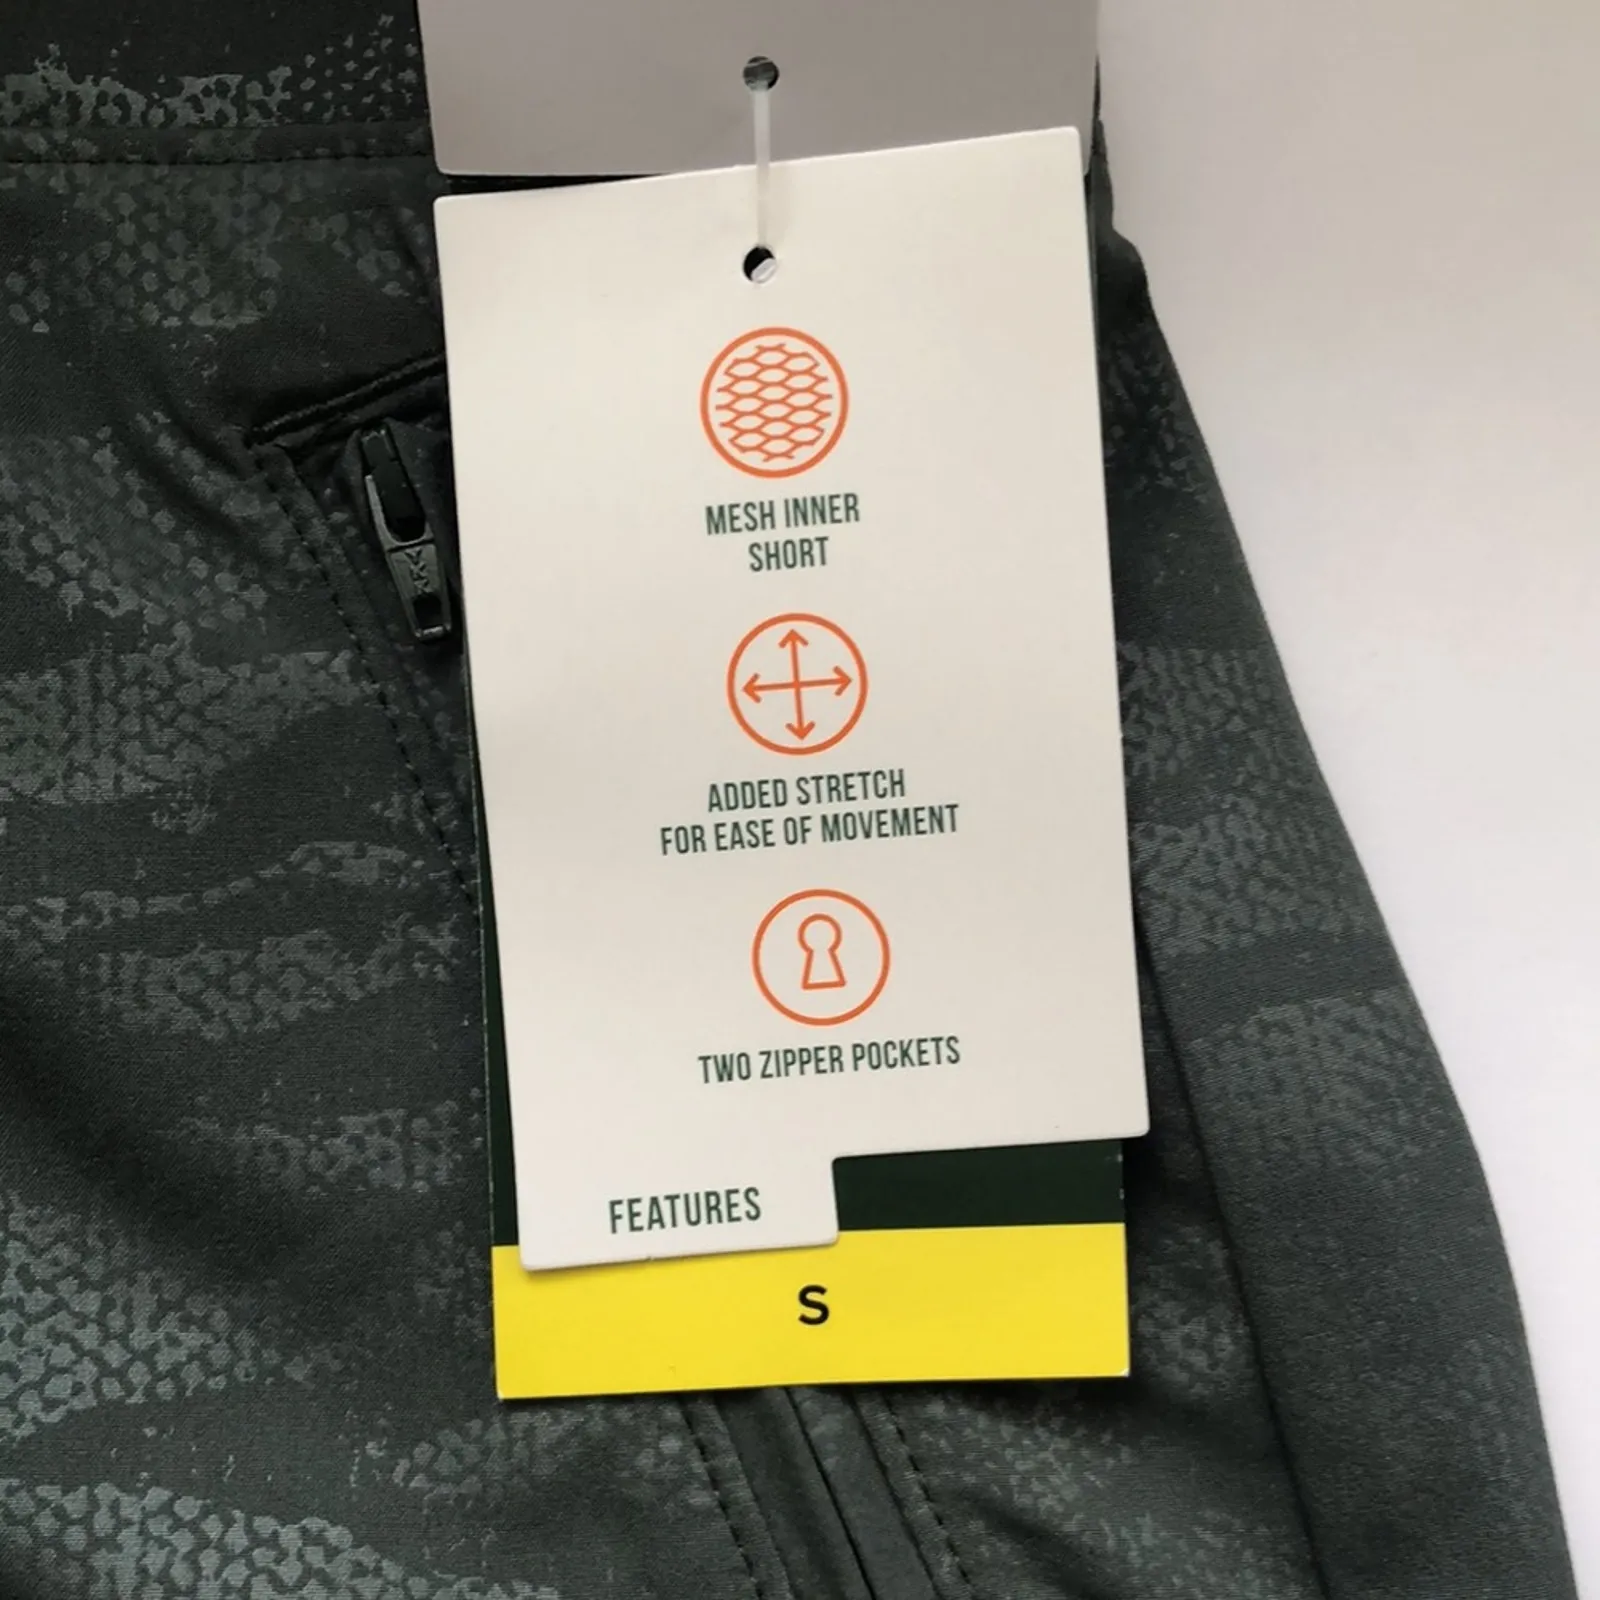 MESH INNER
SHORT
ADDED STRETCH
FOR EASE OF MOVEMENT
TWO ZIPPER POCKETS
FEATURES
S